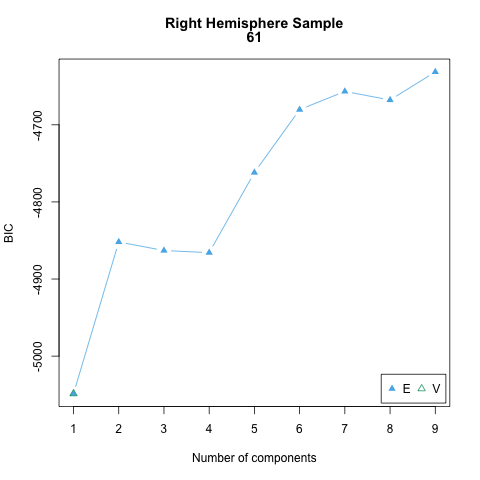 Right Hemisphere Sample
61
BIC
-4700
-4800
-4900
-5000
E V
1 2 3 4 5 6 7 8 9
Number of components